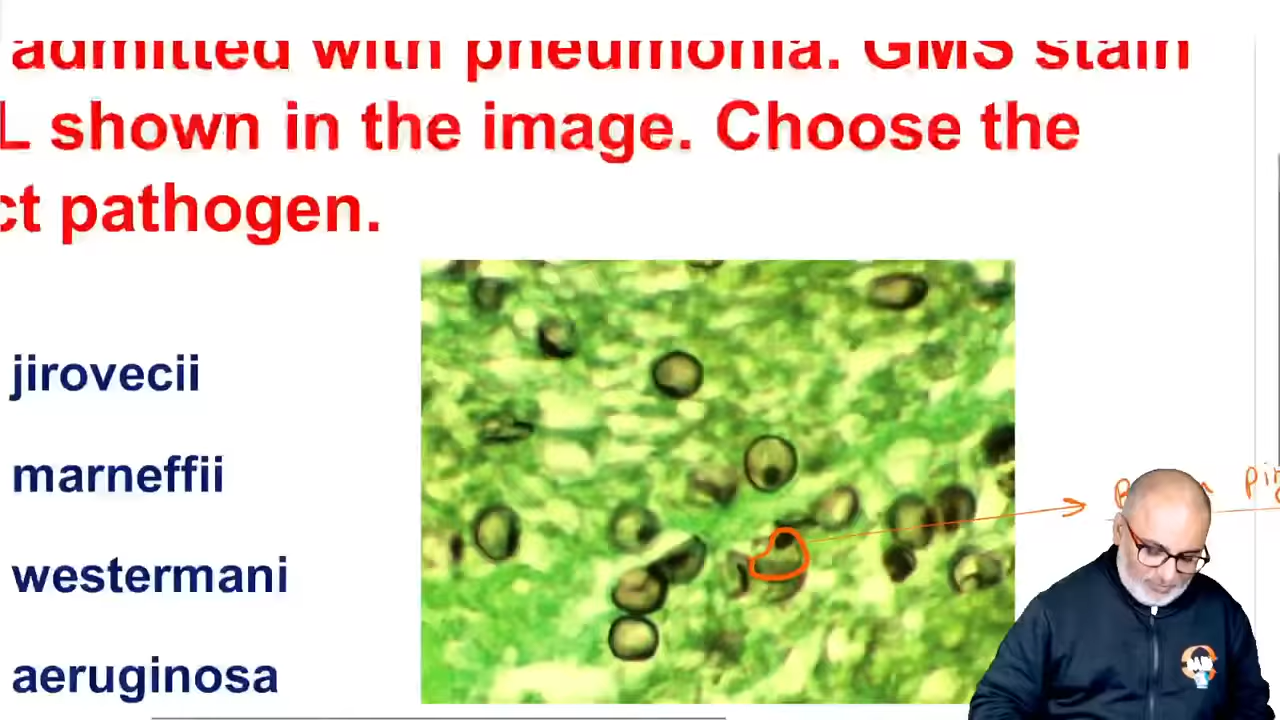 admitted with pneumonia. GMS stain
L shown in the image. Choose the
ct pathogen.
jirovecii
marneffii
westermani
aeruginosa